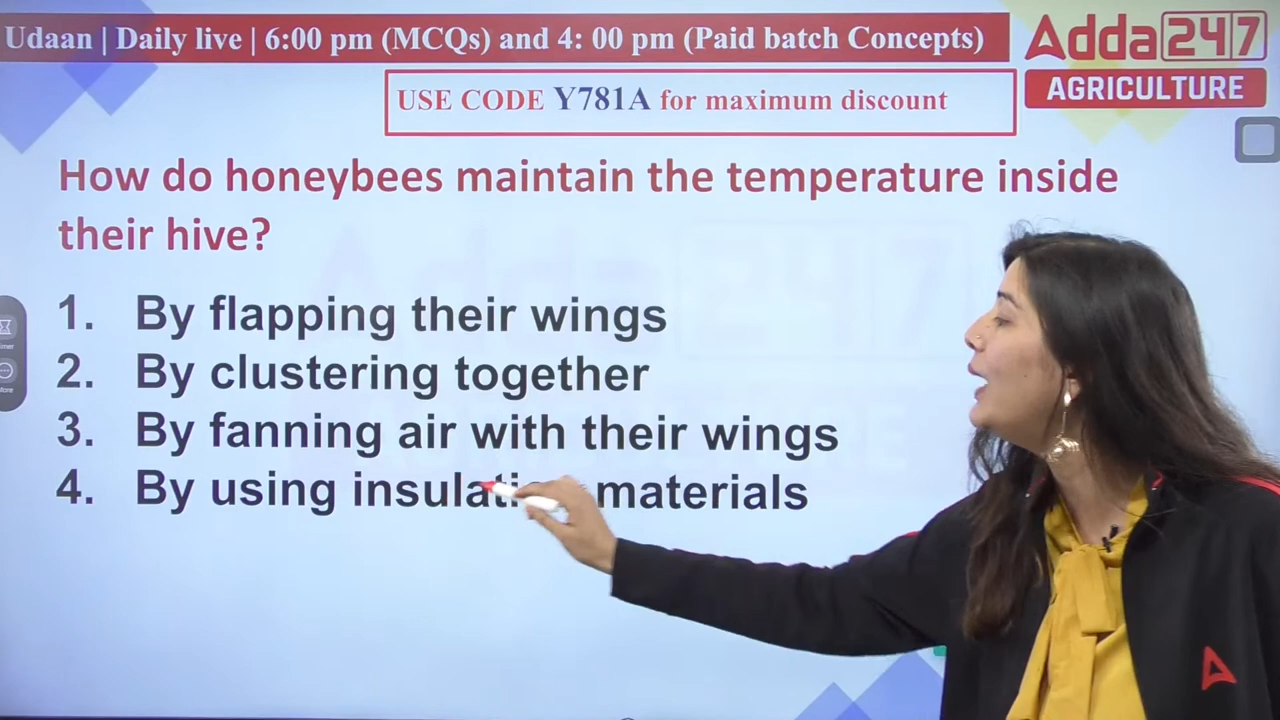 Udaan | Daily live | 6:00 pm (MCQs) and 4: 00 pm (Paid batch Concepts)
Adda247
AGRICULTURE
USE CODE Y781A for maximum discount
How do honeybees maintain the temperature inside
their hive?
1. By flapping their wings
2. By clustering together
3. By fanning air with their wings
4. By using materials